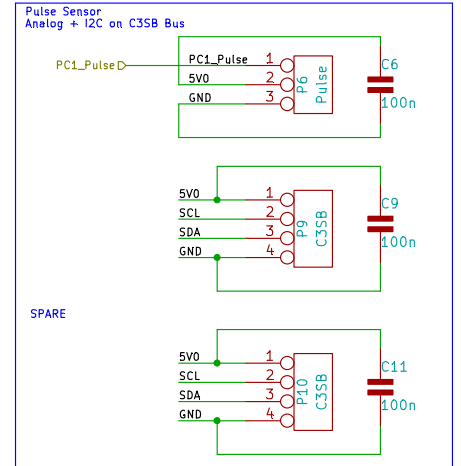 Pulse Sensor
Analog + I2C on C3SB Bus
PC1_Pulse
PC1_Pulse 1
5V0 2
GND 3
P6
Pulse
C6
100n
5V0 1
SCL 2
SDA 3
GND 4
P9
C3SB
C9
100n
SPARE
5V0 1
SCL 2
SDA 3
GND 4
P10
C3SB
C11
100n